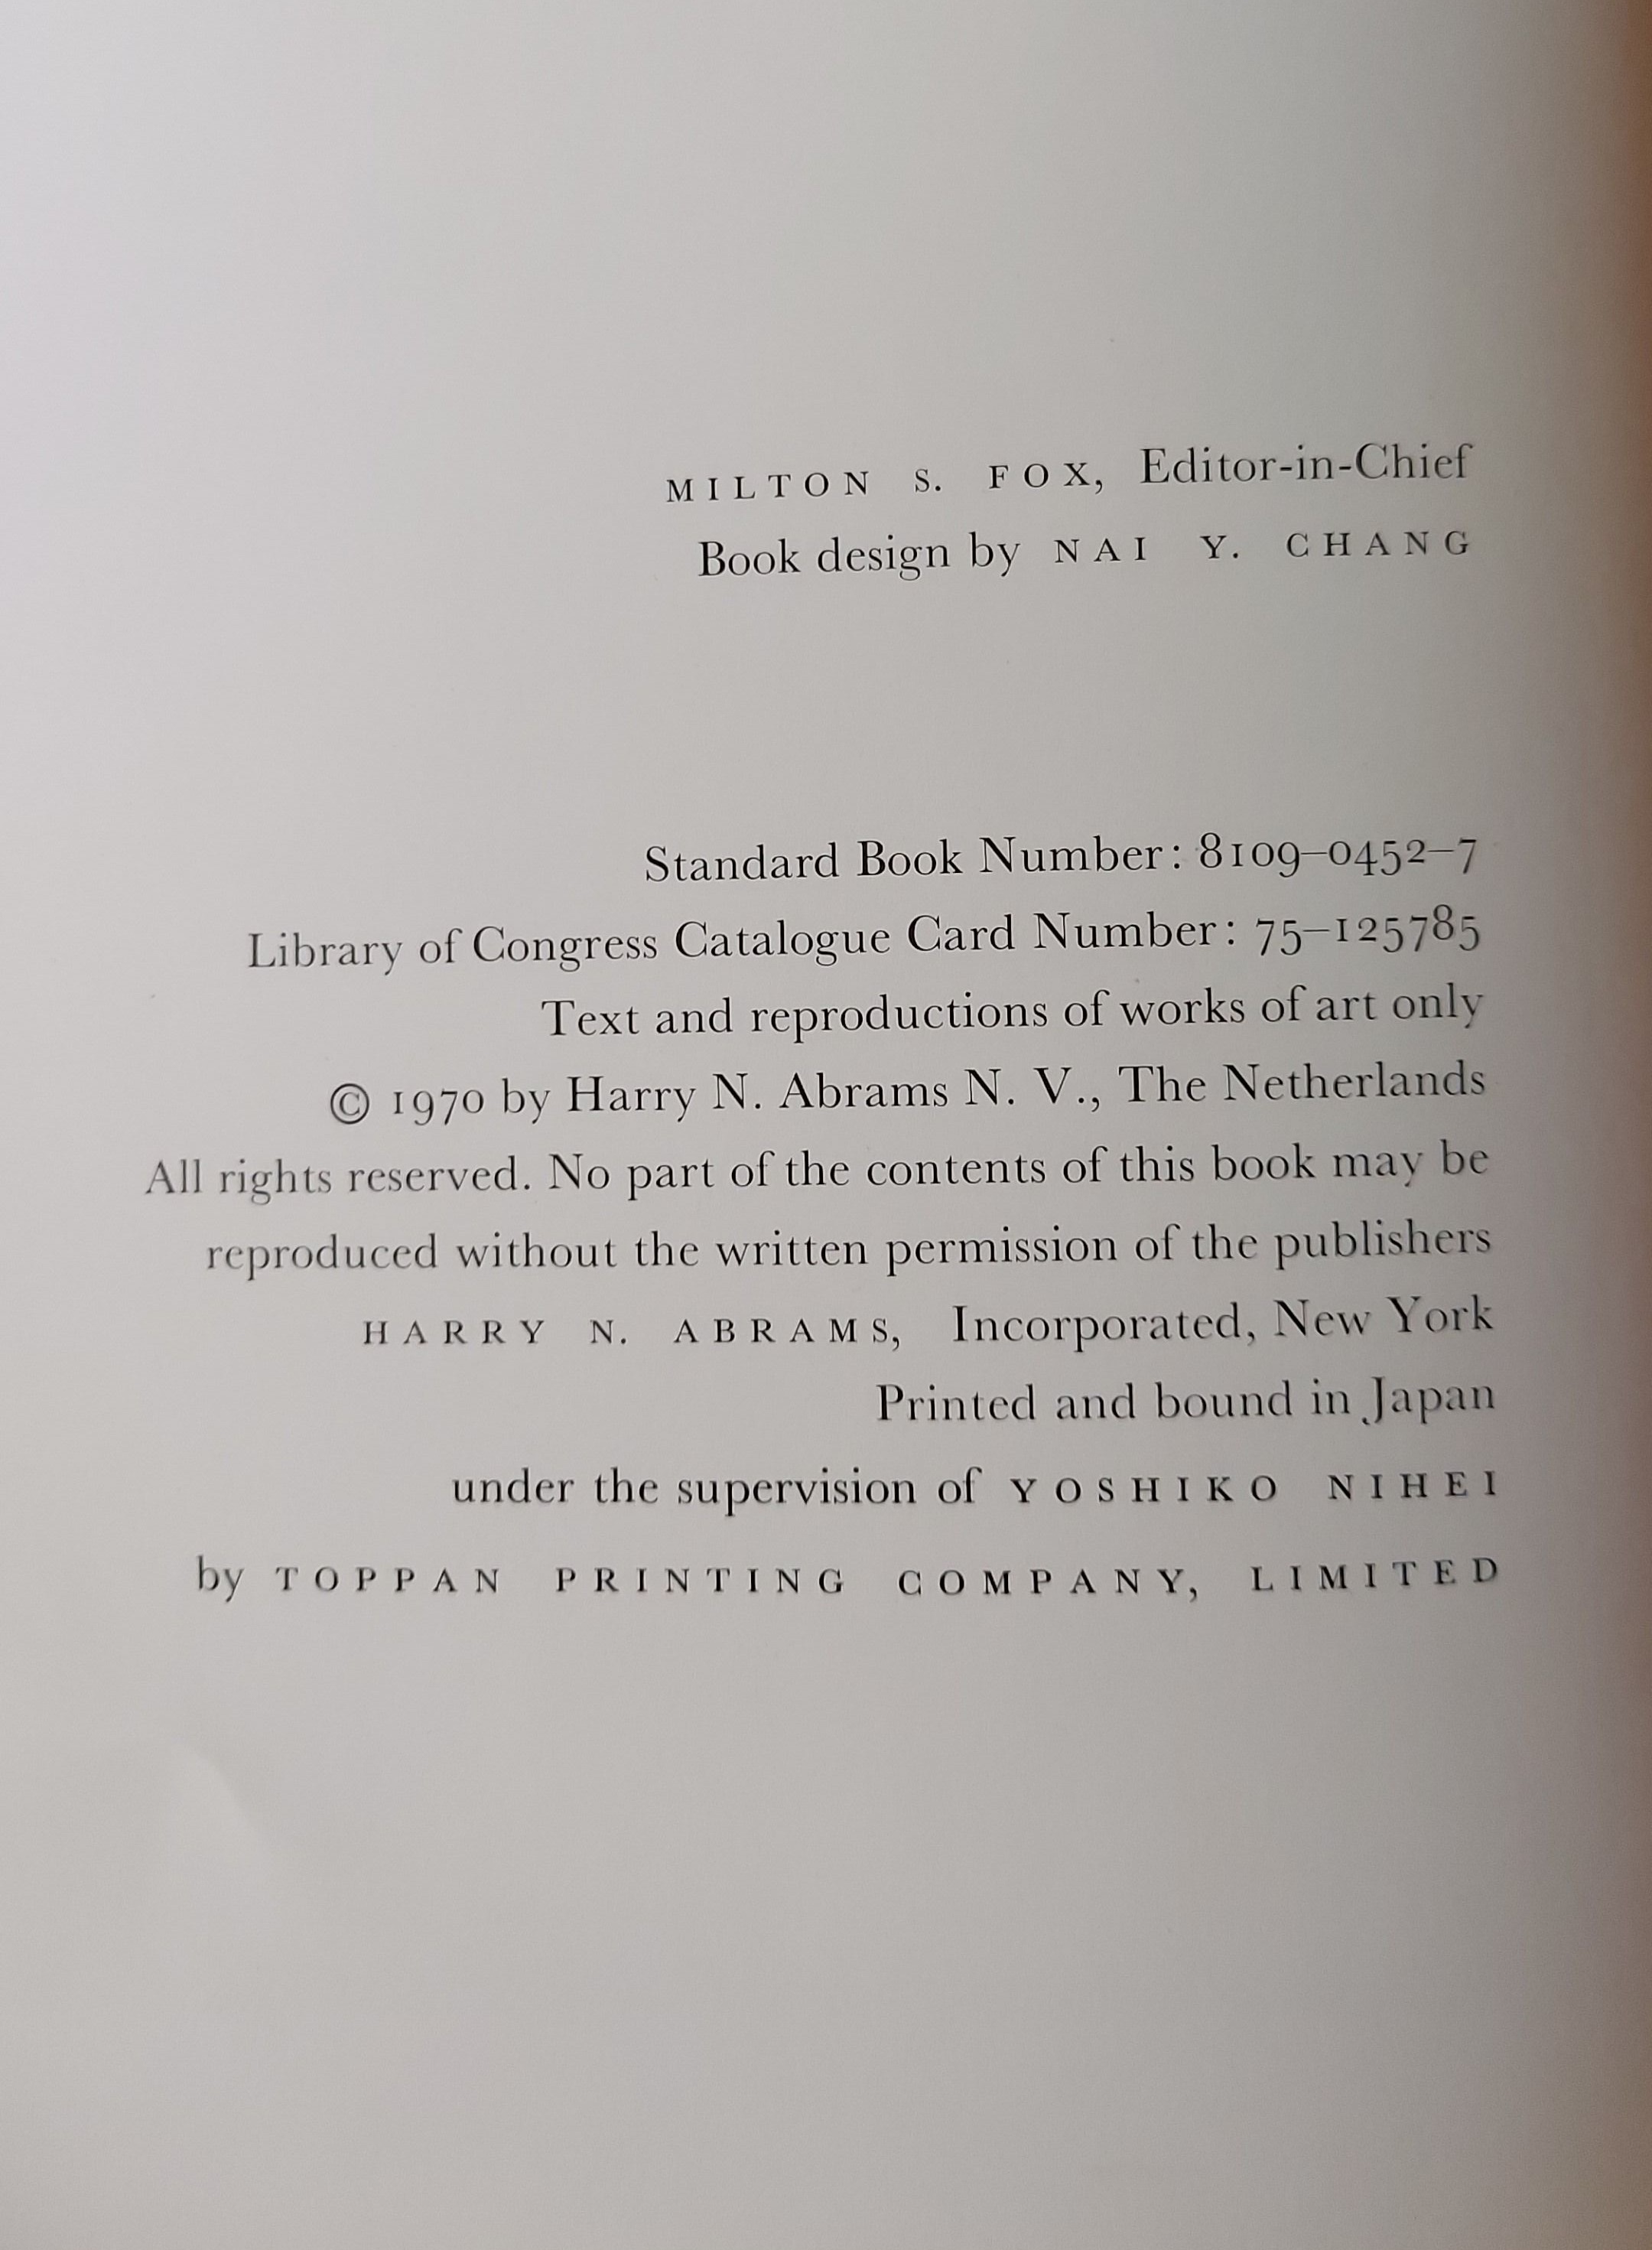 MILTON S. FOX, Editor-in-Chief
Book design by NAI Y. CHANG
Standard Book Number: 8109–0452–7
Library of Congress Catalogue Card Number: 75–125785
Text and reproductions of works of art only
© 1970 by Harry N. Abrams N. V., The Netherlands
All rights reserved. No part of the contents of this book may be
reproduced without the written permission of the publishers
HARRY N. ABRAMS, Incorporated, New York
Printed and bound in Japan
under the supervision of YOSHIKO NIHEI
by TOPPAN PRINTING COMPANY, LIMITED